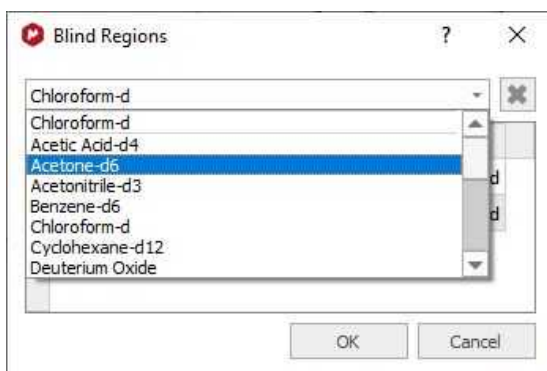 Blind Regions ?
Chloroform-d
Chloroform-d
Acetic Acid-d4
Acetone-d6
Acetonitrile-d3
d
Benzene-d6
Chloroform-d
d
Cyclohexane-d12
Deuterium Oxide
OK Cancel